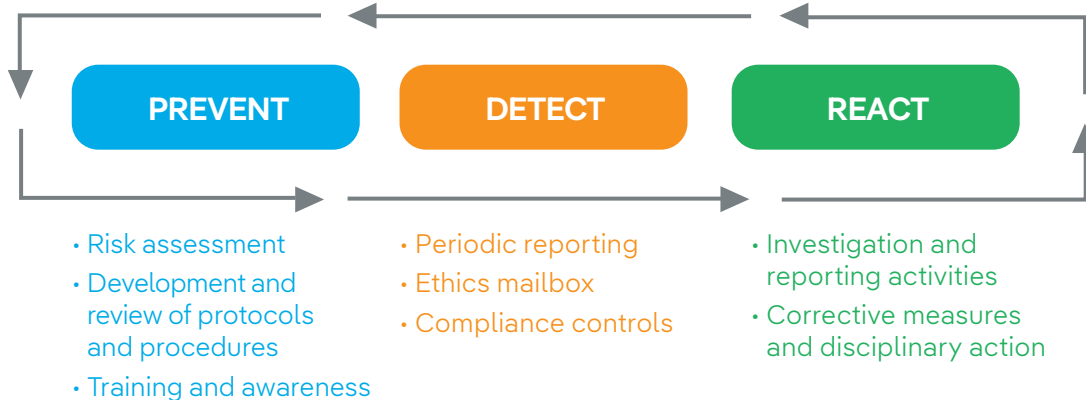 PREVENT
DETECT
REACT
· Risk assessment
· Development and
review of protocols
and procedures
· Training and awareness
· Periodic reporting
· Ethics mailbox
· Compliance controls
· Investigation and
reporting activities
· Corrective measures
and disciplinary action